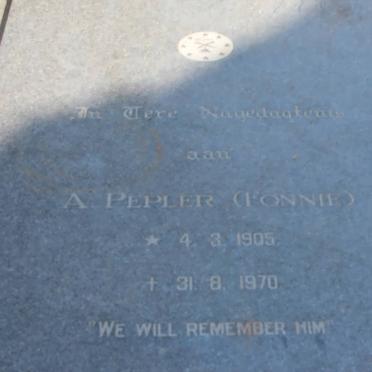 In Tere Nagedagtenis
aan
A. PEPLER (FONNIE)
★ 4. 3. 1905.
† 31. 8. 1970
"WE WILL REMEMBER HIM"